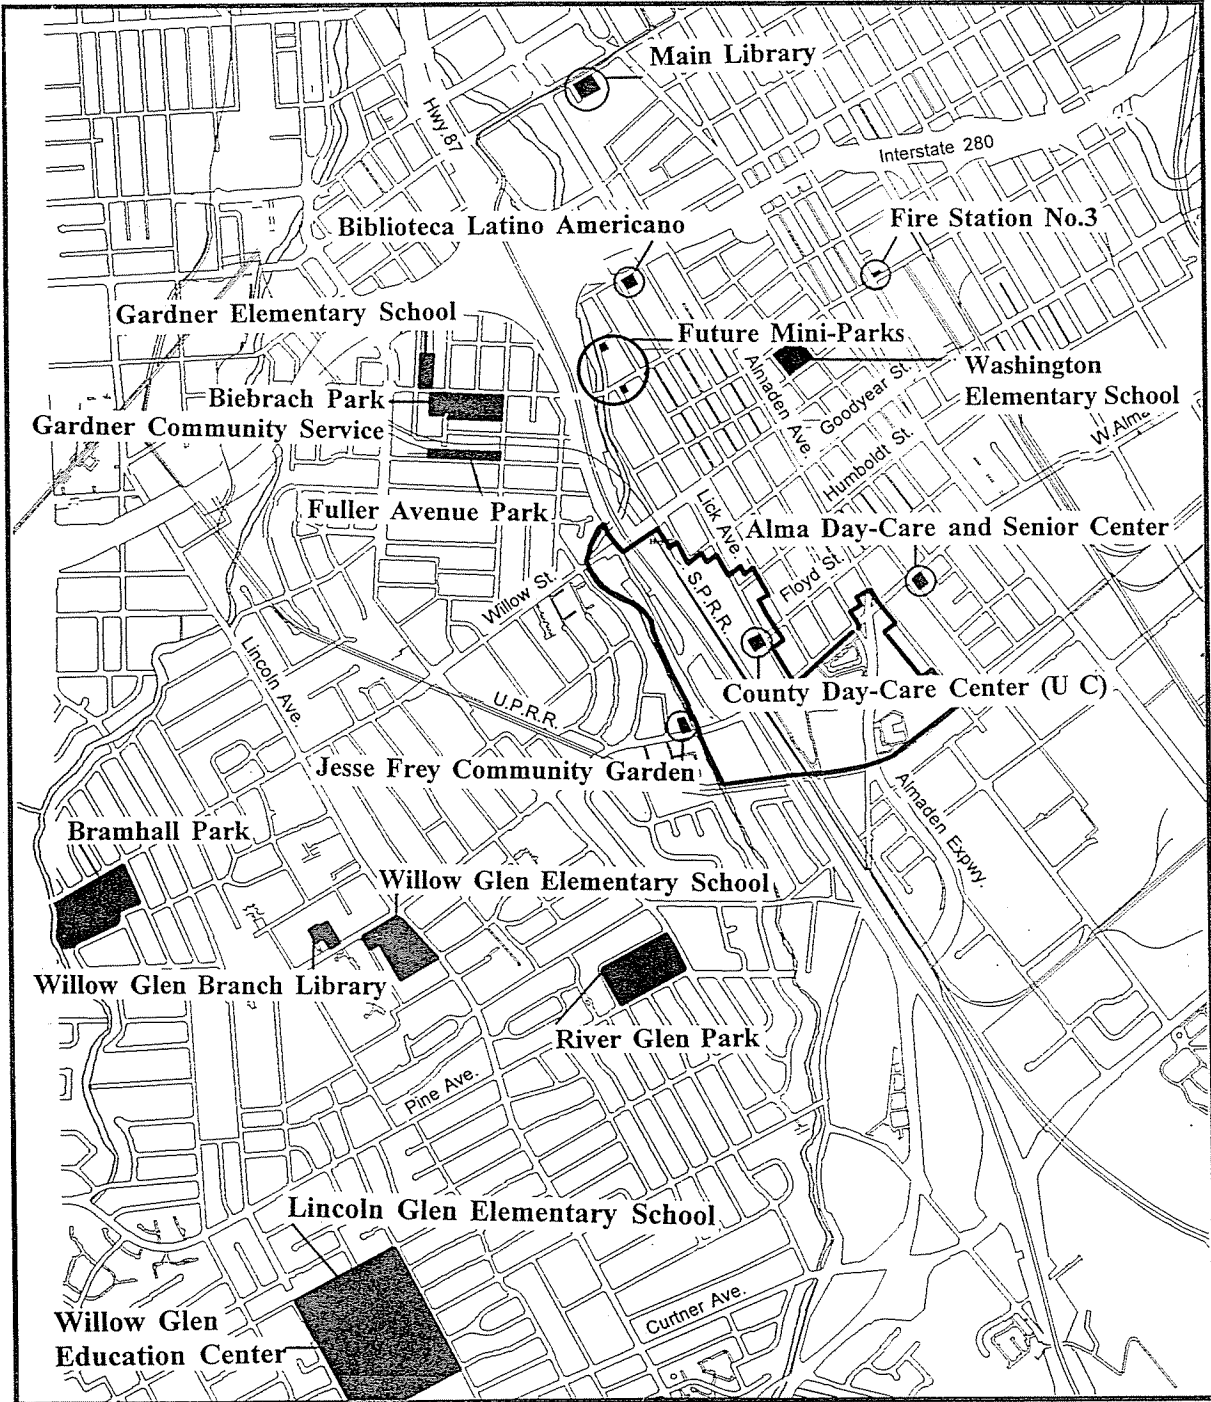 Main Library
Hwy.87
Interstate 280
Biblioteca Latino Americano
Fire Station No.3
Gardner Elementary School
Future Mini-Parks
Almaden Ave
Washington
Elementary School
Goodyear St.
Biebrach Park
Gardner Community Service
W.Alma
Humboldt St.
Fuller Avenue Park
Lick Ave.
Alma Day-Care and Senior Center
Floyd St.
Willow St.
S.P.R.R.
Lincoln Ave.
County Day-Care Center (U C)
U.P.R.R.
Jesse Frey Community Garden
Almaden Expwy.
Bramhall Park
Willow Glen Elementary School
Willow Glen Branch Library
River Glen Park
Pine Ave.
Lincoln Glen Elementary School
Curtner Ave.
Willow Glen
Education Center